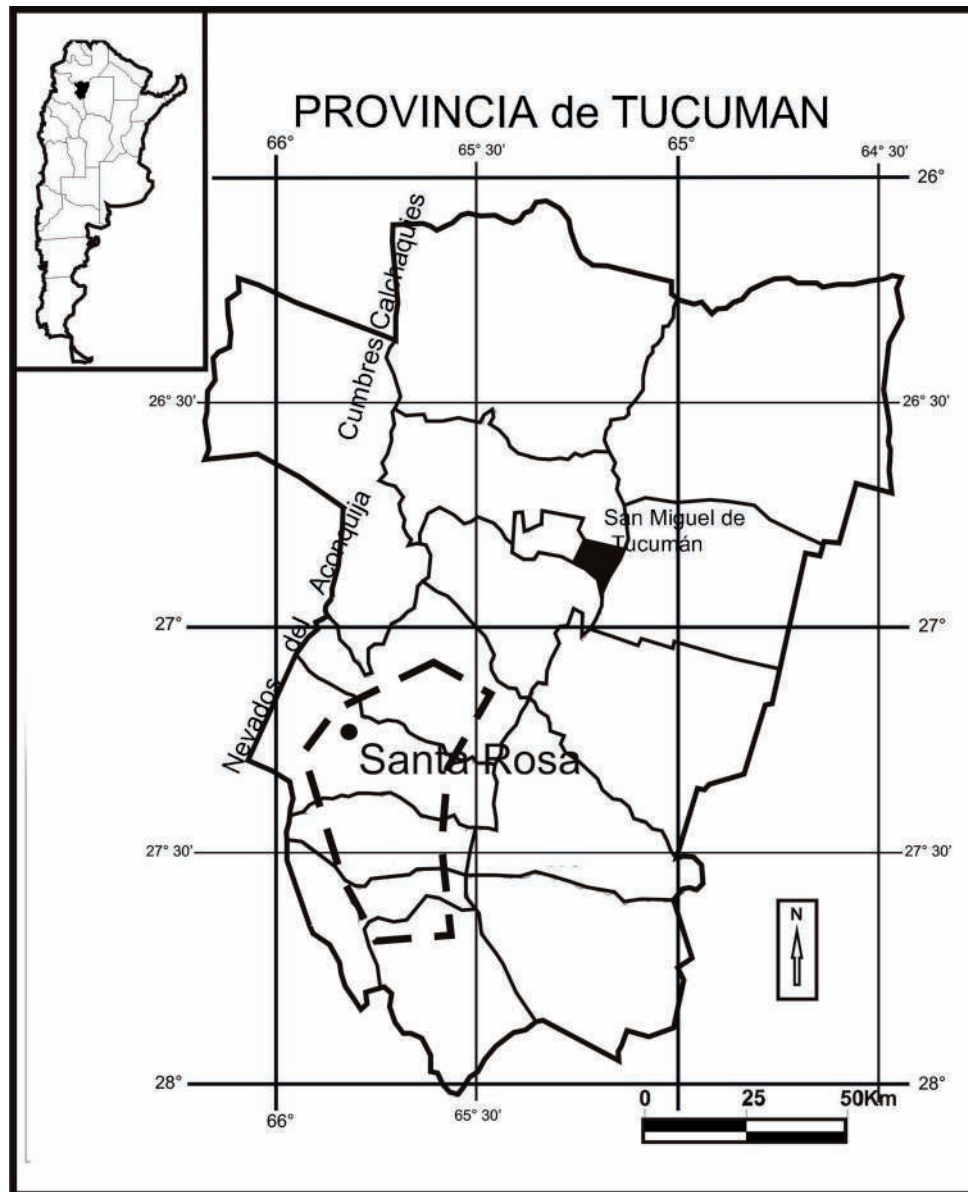 PROVINCIA de TUCUMAN
66°
65° 30'
65°
64° 30'
26°
Cumbres Calchaquies
26° 30'
26° 30'
Nevados del Aconquija
San Miguel de
Tucumán
27°
27°
Santa Rosa
27° 30'
27° 30'
N
28°
28°
66°
65° 30'
65°
0 25 50Km